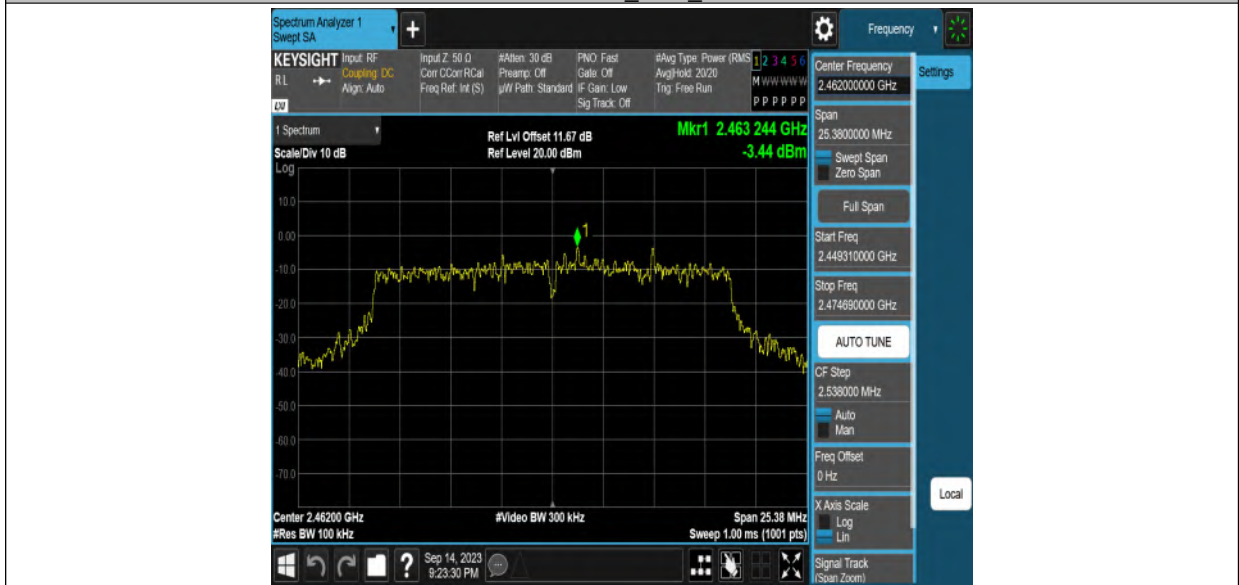 Spectrum Analyzer 1
Swept SA
Frequency
KEYSIGHT
RL
LXI
Input: RF
Coupling: DC
Align: Auto
Input Z: 50 Ω
Corr CCorr RCal
Freq Ref: Int (S)
#Atten: 30 dB
Preamp: Off
µW Path: Standard
PNO: Fast
Gate: Off
IF Gain: Low
Sig Track: Off
#Avg Type: Power (RMS
Avg|Hold: 20/20
Trig: Free Run
1 2 3 4 5 6
M W W W W W
P P P P P P
1 Spectrum
Scale/Div 10 dB
Ref Lvl Offset 11.67 dB
Ref Level 20.00 dBm
Mkr1 2.463 244 GHz
-3.44 dBm
Log
10.0
0.00
-10.0
-20.0
-30.0
-40.0
-50.0
-60.0
-70.0
1
Center 2.46200 GHz
#Res BW 100 kHz
#Video BW 300 kHz
Span 25.38 MHz
Sweep 1.00 ms (1001 pts)
Sep 14, 2023
9:23:30 PM
Center Frequency
2.462000000 GHz
Span
25.3800000 MHz
Swept Span
Zero Span
Full Span
Start Freq
2.449310000 GHz
Stop Freq
2.474690000 GHz
AUTO TUNE
CF Step
2.538000 MHz
Auto
Man
Freq Offset
0 Hz
X Axis Scale
Log
Lin
Signal Track
(Span Zoom)
Settings
Local